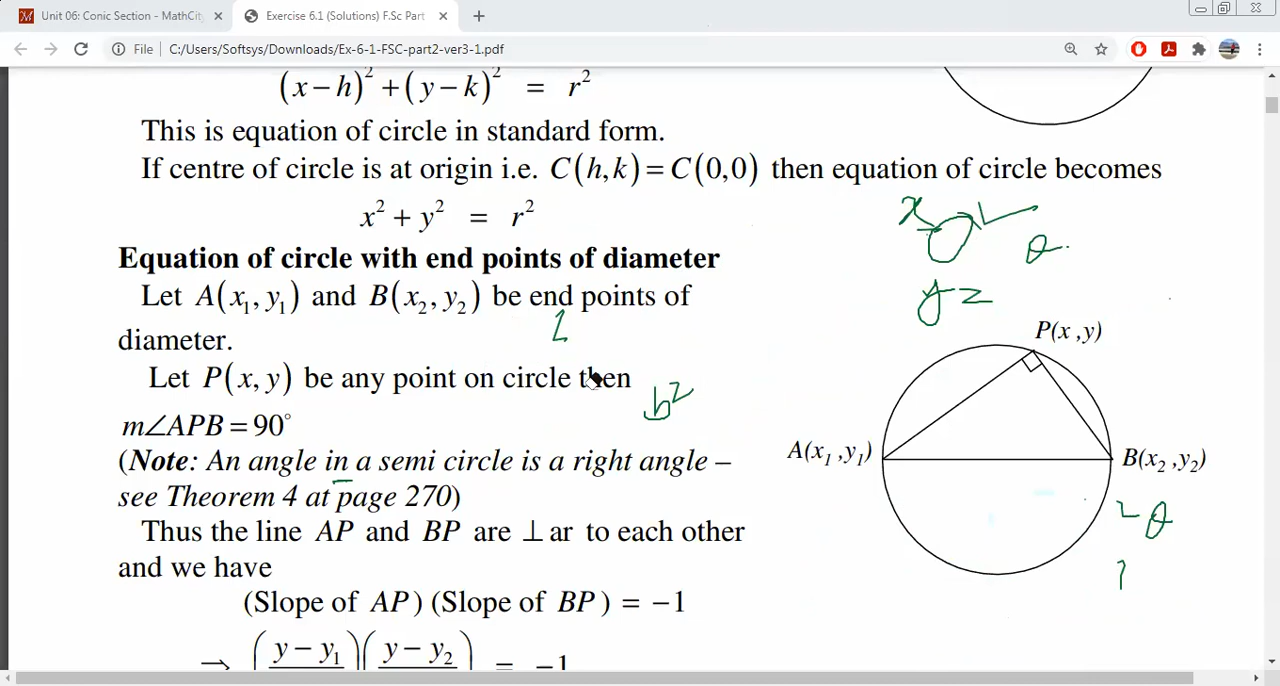 Unit 06: Conic Section - MathCity
Exercise 6.1 (Solutions) F.Sc Part
File C:/Users/Softsys/Downloads/Ex-6-1-FSC-part2-ver3-1.pdf
(x−h)² + (y−k)² = r²
This is equation of circle in standard form.
If centre of circle is at origin i.e. C(h,k) = C(0,0) then equation of circle becomes
x² + y² = r²
Equation of circle with end points of diameter
Let A(x₁, y₁) and B(x₂, y₂) be end points of
diameter.
Let P(x, y) be any point on circle then
m∠APB = 90°
(Note: An angle in a semi circle is a right angle –
see Theorem 4 at page 270)
Thus the line AP and BP are ⊥ar to each other
and we have
(Slope of AP) (Slope of BP) = −1
⇒ (y − y₁)(y − y₂) = −1
x
θ
y =
b²
P(x ,y)
A(x₁ ,y₁)
B(x₂ ,y₂)
θ